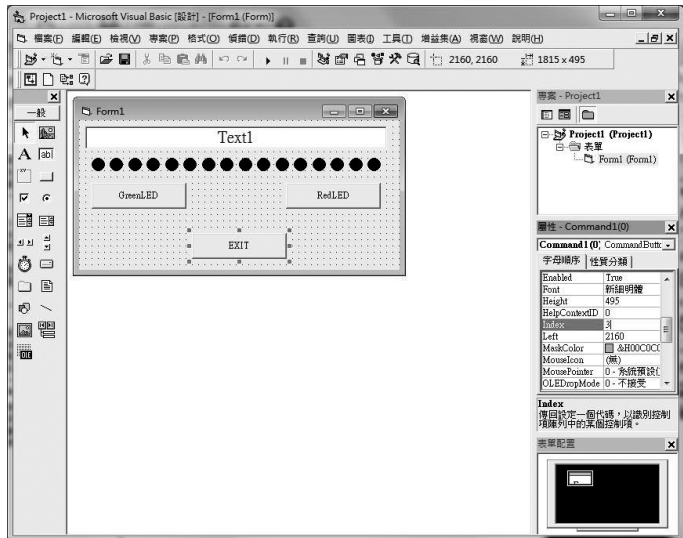 Project1 - Microsoft Visual Basic [設計] - [Form1 (Form)]
檔案(F) 編輯(E) 檢視(V) 專案(P) 格式(O) 偵錯(D) 執行(R) 查詢(U) 圖表(I) 工具(T) 增益集(A) 視窗(W) 說明(H)
2160, 2160 1815 x 495
一般
Form1
Text1
GreenLED RedLED
EXIT
專案 - Project1
Project1 (Project1)
表單
Form1 (Form1)
屬性 - Command1(0)
Command1(0) CommandButto
字母順序 性質分類
Enabled True
Font 新細明體
Height 495
HelpContextID 0
Index 3
Left 2160
MaskColor &H00C0C0
MouseIcon (無)
MousePointer 0 - 系統預設(
OLEDropMode 0 - 不接受
Index
傳回設定一個代碼，以識別控制
項陣列中的某個控制項。
表單配置